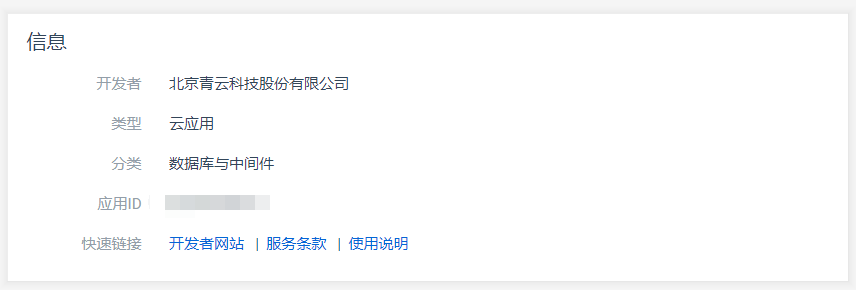 信息
开发者 北京青云科技股份有限公司
类型 云应用
分类 数据库与中间件
应用ID
快速链接 开发者网站 | 服务条款 | 使用说明